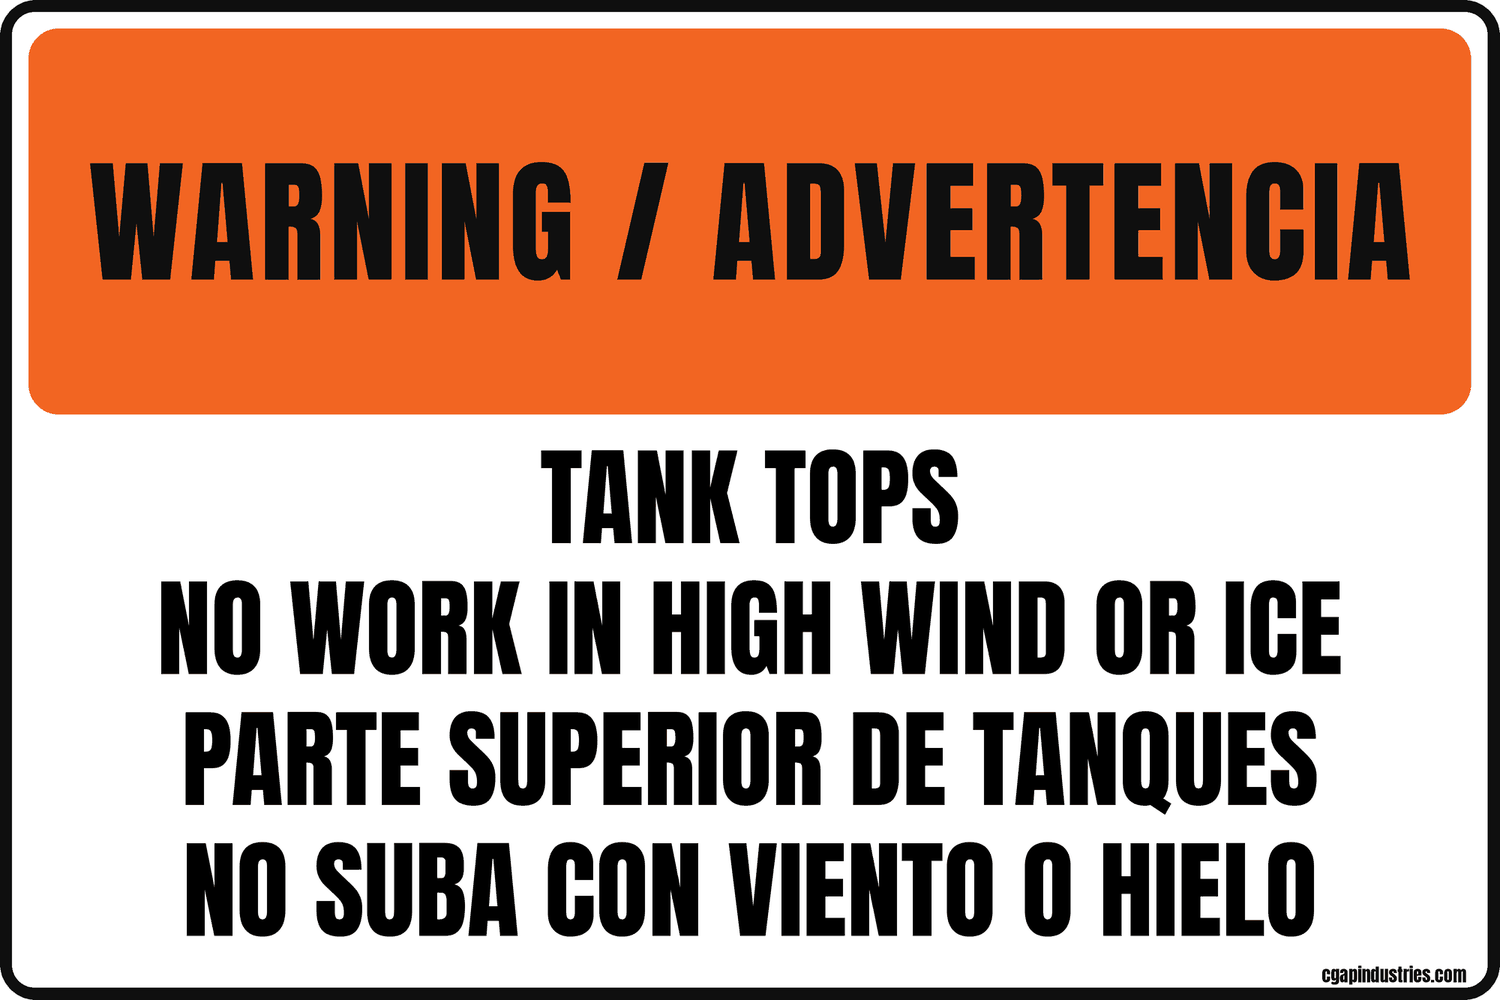 WARNING / ADVERTENCIA
TANK TOPS
NO WORK IN HIGH WIND OR ICE
PARTE SUPERIOR DE TANQUES
NO SUBA CON VIENTO O HIELO
cgapindustries.com